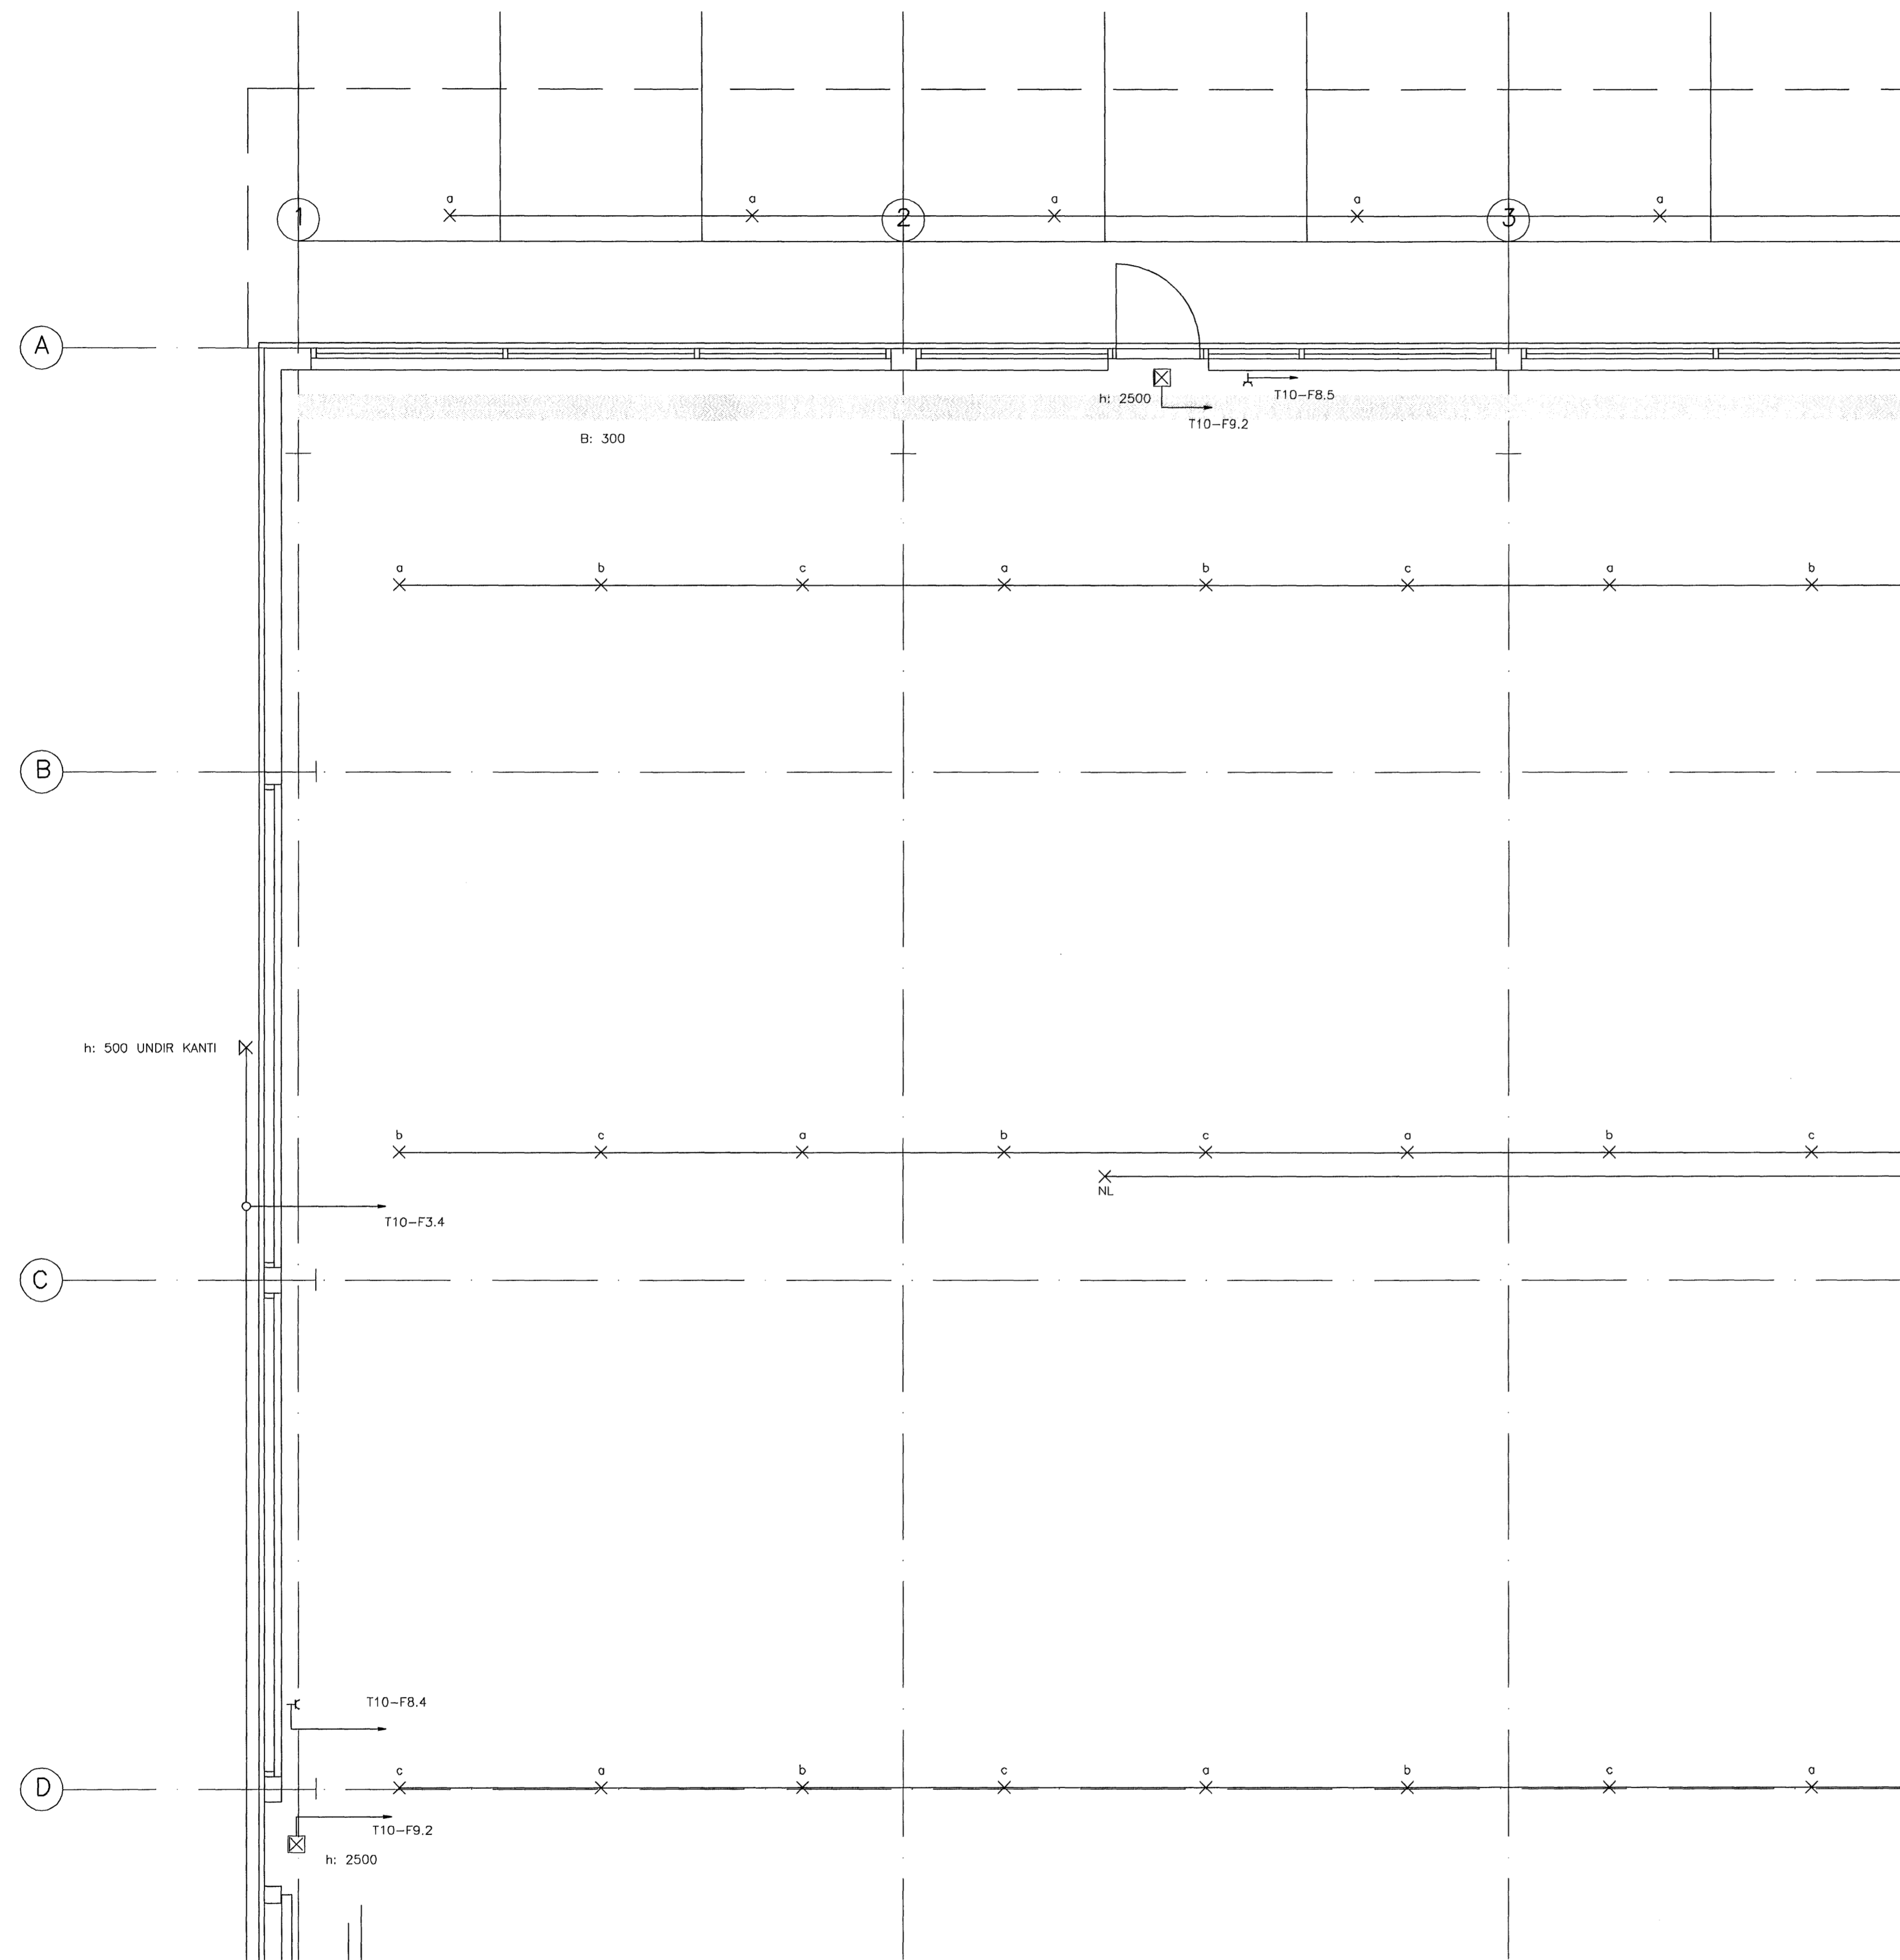 a a a a a
1 2 3
A
h: 2500
T10-F8.5
T10-F9.2
B: 300
a b c a b c a b
B
h: 500 UNDIR KANTI
b c a b c a b c
NL
T10-F3.4
C
T10-F8.4
c a b c a b c a
D
T10-F9.2
h: 2500